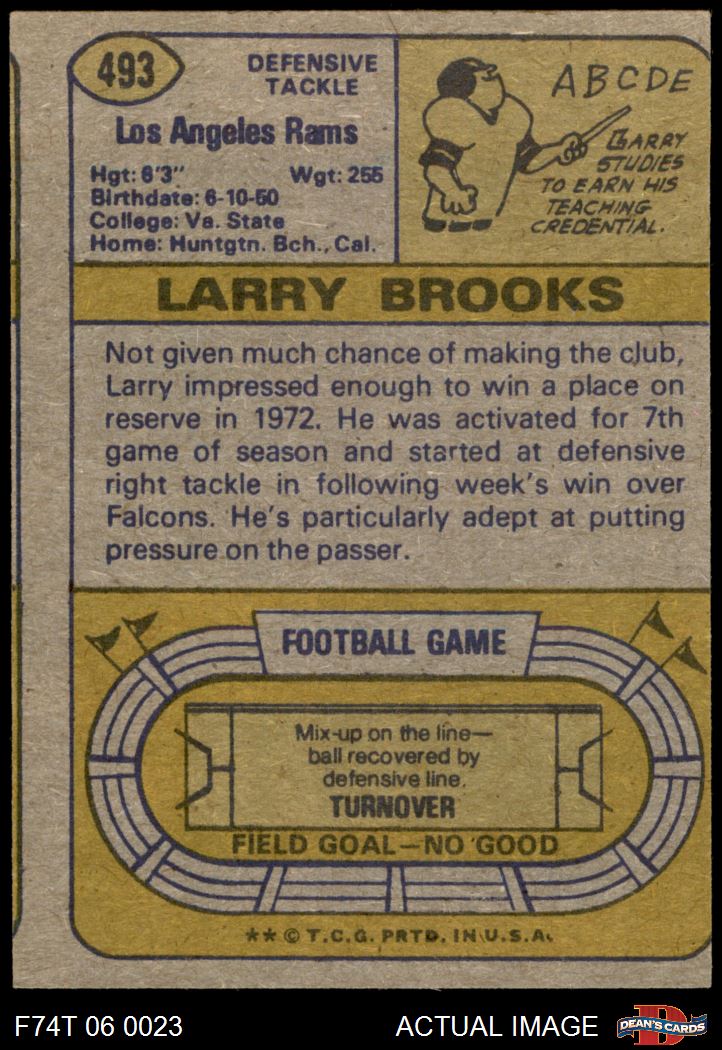 493
DEFENSIVE
TACKLE
Los Angeles Rams
Hgt: 6'3" Wgt: 255
Birthdate: 6-10-50
College: Va. State
Home: Huntgtn. Bch., Cal.
ABCDE
LARRY
STUDIES
TO EARN HIS
TEACHING
CREDENTIAL.
LARRY BROOKS
Not given much chance of making the club,
Larry impressed enough to win a place on
reserve in 1972. He was activated for 7th
game of season and started at defensive
right tackle in following week's win over
Falcons. He's particularly adept at putting
pressure on the passer.
FOOTBALL GAME
Mix-up on the line—
ball recovered by
defensive line.
TURNOVER
FIELD GOAL—NO GOOD
** © T.C.G. PRTD. IN U.S.A.
F74T 06 0023
ACTUAL IMAGE
D
DEAN'S CARDS